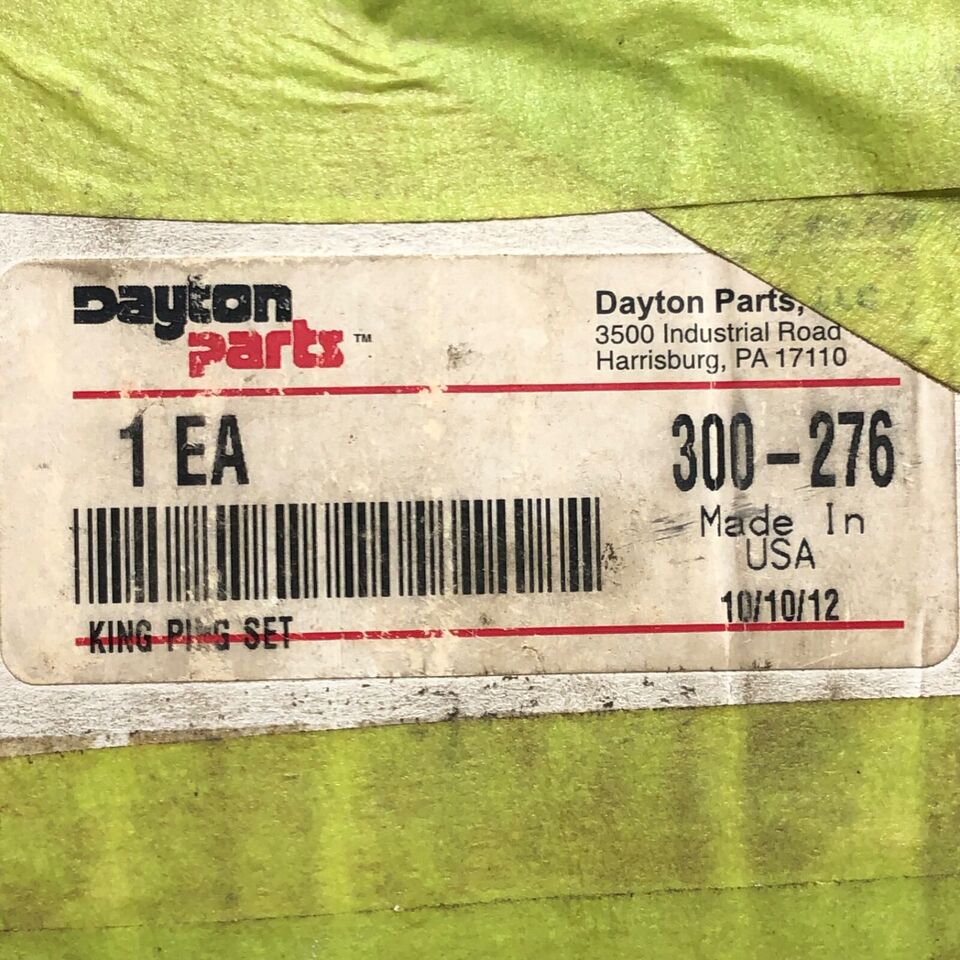 Dayton
parts™
Dayton Parts, LLC
3500 Industrial Road
Harrisburg, PA 17110
1 EA
300-276
Made In
USA
10/10/12
KING PING SET